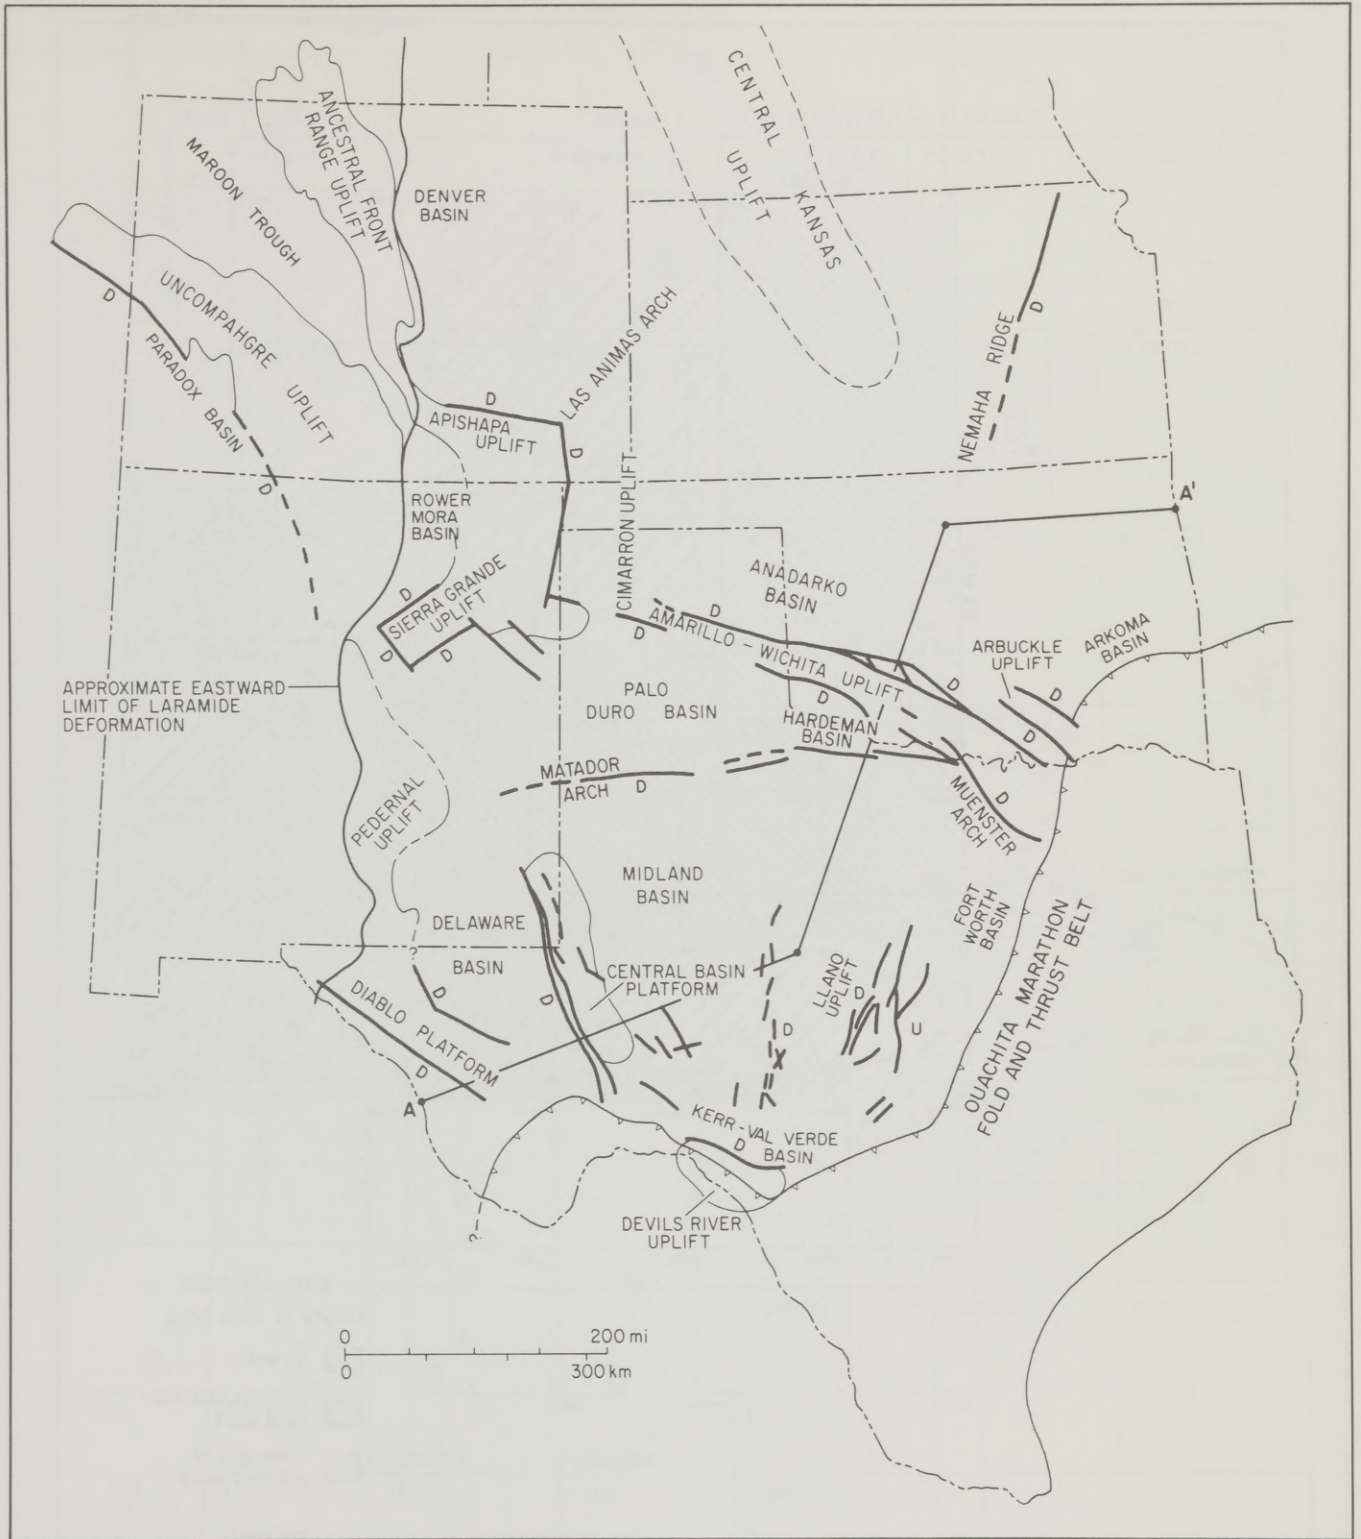 CENTRAL
KANSAS
UPLIFT
ANCESTRAL FRONT
RANGE UPLIFT
MAROON TROUGH
DENVER
BASIN
UNCOMPAHGRE UPLIFT
D
PARADOX BASIN
D
LAS ANIMAS ARCH
D
APISHAPA
UPLIFT
D
NEMAHA RIDGE
D
ROWER
MORA
BASIN
CIMARRON UPLIFT
A'
D
SIERRA GRANDE
UPLIFT
D
D
ANADARKO
BASIN
D
AMARILLO - WICHITA UPLIFT
D
D
D
ARBUCKLE
UPLIFT
D
D
ARKOMA
BASIN
APPROXIMATE EASTWARD
LIMIT OF LARAMIDE
DEFORMATION
PALO
DURO BASIN
HARDEMAN
BASIN
MATADOR
ARCH
D
PEDERNAL
UPLIFT
MUENSTER
ARCH
D
MIDLAND
BASIN
DELAWARE
BASIN
?
FORT
WORTH
BASIN
CENTRAL BASIN
PLATFORM
D
LLANO
UPLIFT
D
U
D
OUACHITA MARATHON
FOLD AND THRUST BELT
DIABLO PLATFORM
D
D
A
KERR - VAL VERDE
BASIN
D
DEVILS RIVER
UPLIFT
?
0 200 mi
0 300 km